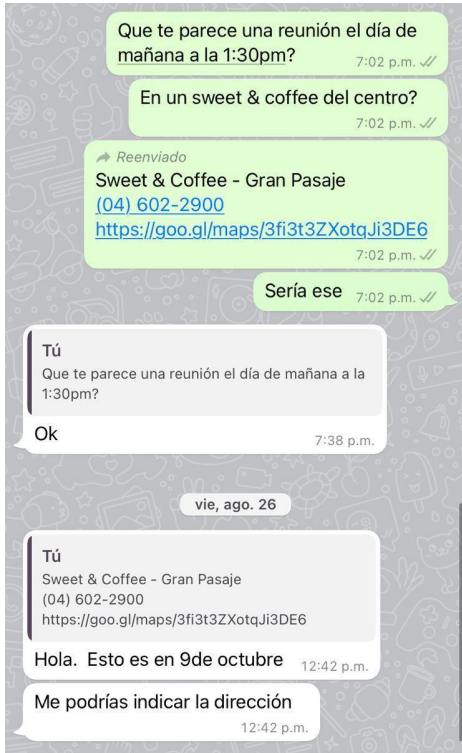 Que te parece una reunión el día de
mañana a la 1:30pm?
7:02 p.m.
En un sweet & coffee del centro?
7:02 p.m.
Reenviado
Sweet & Coffee - Gran Pasaje
(04) 602-2900
https://goo.gl/maps/3fi3t3ZXotqJi3DE6
7:02 p.m.
Sería ese 7:02 p.m.
Tú
Que te parece una reunión el día de mañana a la
1:30pm?
Ok
7:38 p.m.
vie, ago. 26
Tú
Sweet & Coffee - Gran Pasaje
(04) 602-2900
https://goo.gl/maps/3fi3t3ZXotqJi3DE6
Hola.  Esto es en 9de octubre 12:42 p.m.
Me podrías indicar la dirección
12:42 p.m.